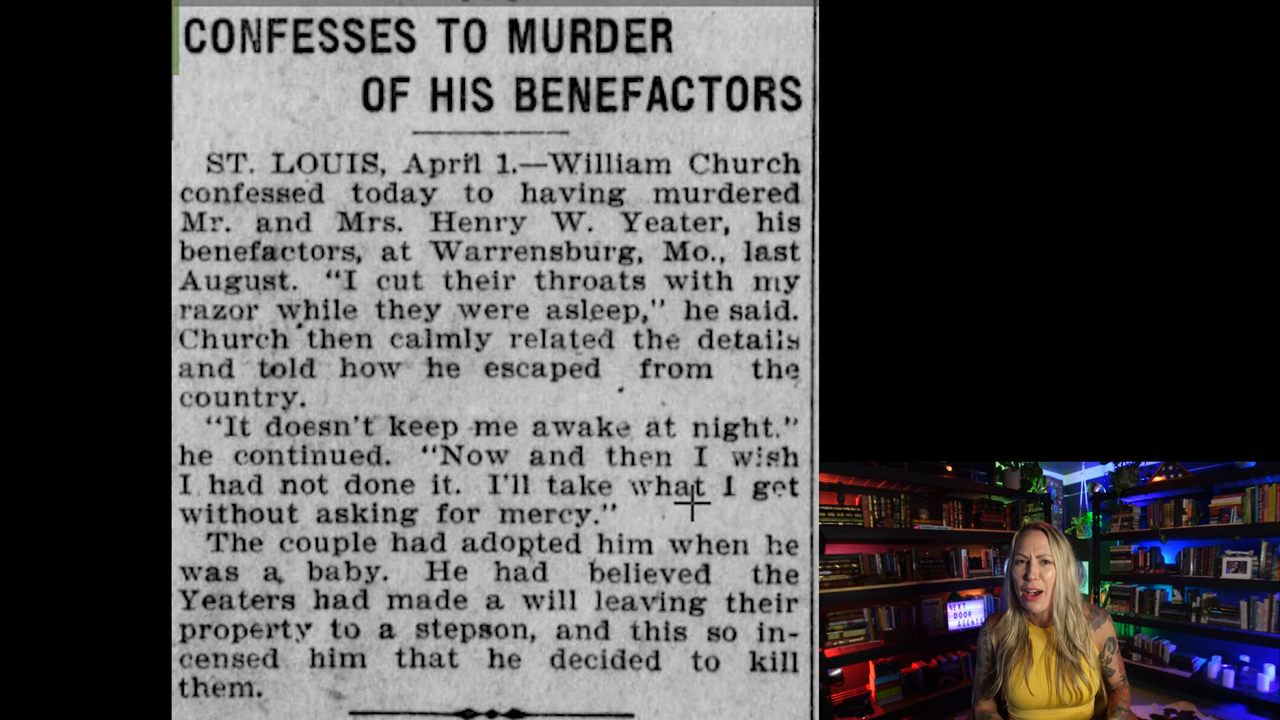 CONFESSES TO MURDER
OF HIS BENEFACTORS
ST. LOUIS, April 1.—William Church
confessed today to having murdered
Mr. and Mrs. Henry W. Yeater, his
benefactors, at Warrensburg, Mo., last
August. "I cut their throats with my
razor while they were asleep," he said.
Church then calmly related the details
and told how he escaped from the
country.
"It doesn't keep me awake at night."
he continued. "Now and then I wish
I had not done it. I'll take what I get
without asking for mercy."
The couple had adopted him when he
was a baby. He had believed the
Yeaters had made a will leaving their
property to a stepson, and this so in-
censed him that he decided to kill
them.
NEXT
DOOR
AGENT